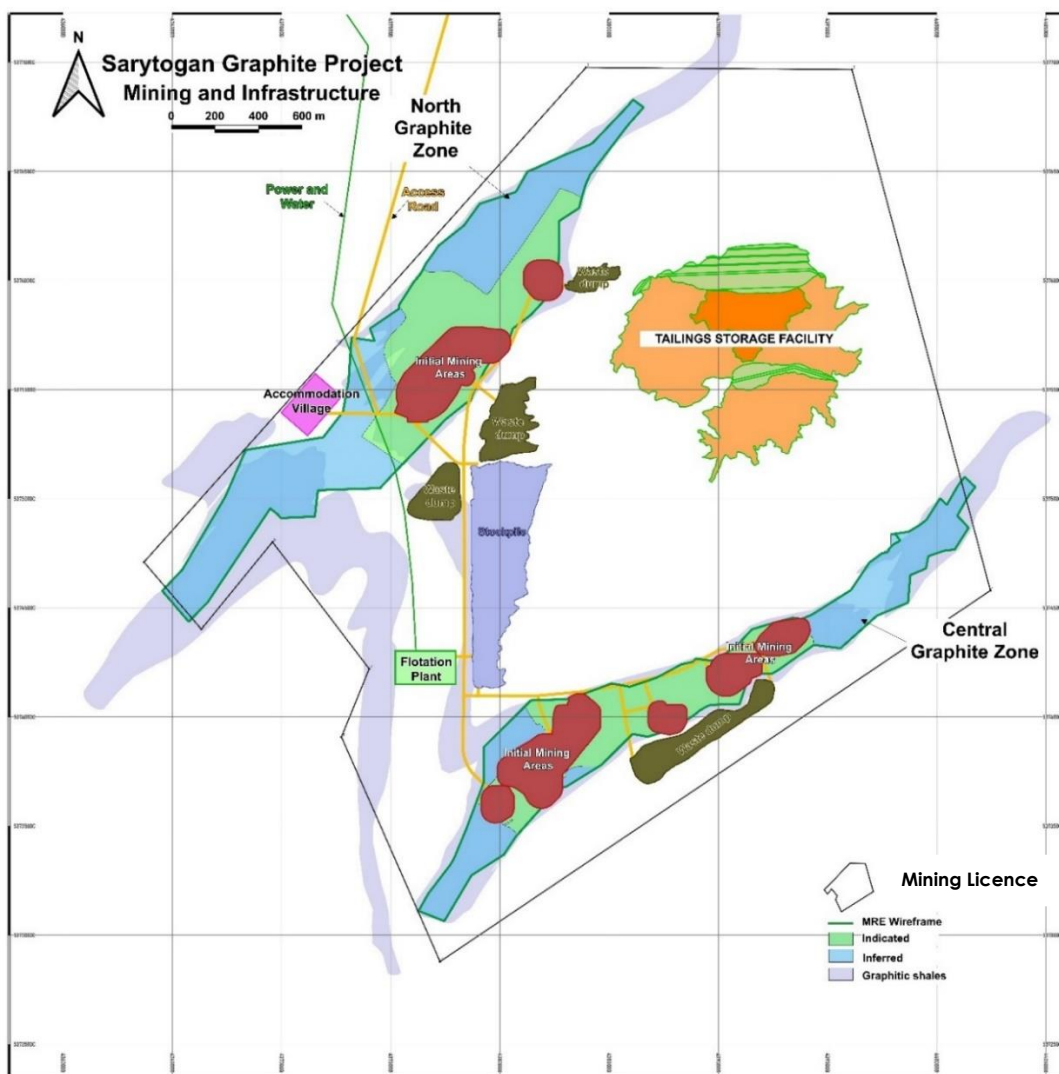 N
Sarytogan Graphite Project
Mining and Infrastructure
0 200 400 600 m
North
Graphite
Zone
Power and
Water
Access
Road
Waste
dump
Initial Mining
Areas
TAILINGS STORAGE FACILITY
Accommodation
Village
Waste
dump
Waste
dump
Stockpile
Flotation
Plant
Initial Mining
Areas
Central
Graphite Zone
Waste dump
Initial Mining
Areas
Mining Licence
MRE Wireframe
Indicated
Inferred
Graphitic shales